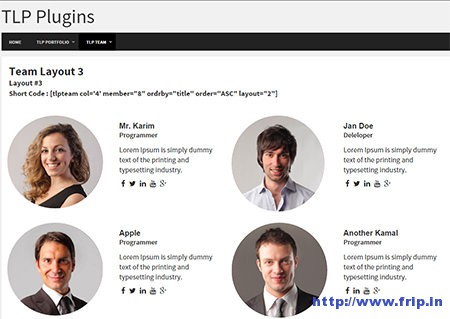 TLP Plugins
HOME TLP PORTFOLIO TLP TEAM
Team Layout 3
Layout #3
Short Code : [tlpteam col='4' member="8" ordrby="title" order="ASC" layout="2"]
Mr. Karim
Programmer
Lorem Ipsum is simply dummy
text of the printing and
typesetting industry.
Jan Doe
Deleloper
Lorem Ipsum is simply dummy
text of the printing and
typesetting industry.
Apple
Programmer
Lorem Ipsum is simply dummy
text of the printing and
typesetting industry.
Another Kamal
Programmer
Lorem Ipsum is simply dummy
text of the printing and
typesetting industry.
http://www.frip.in